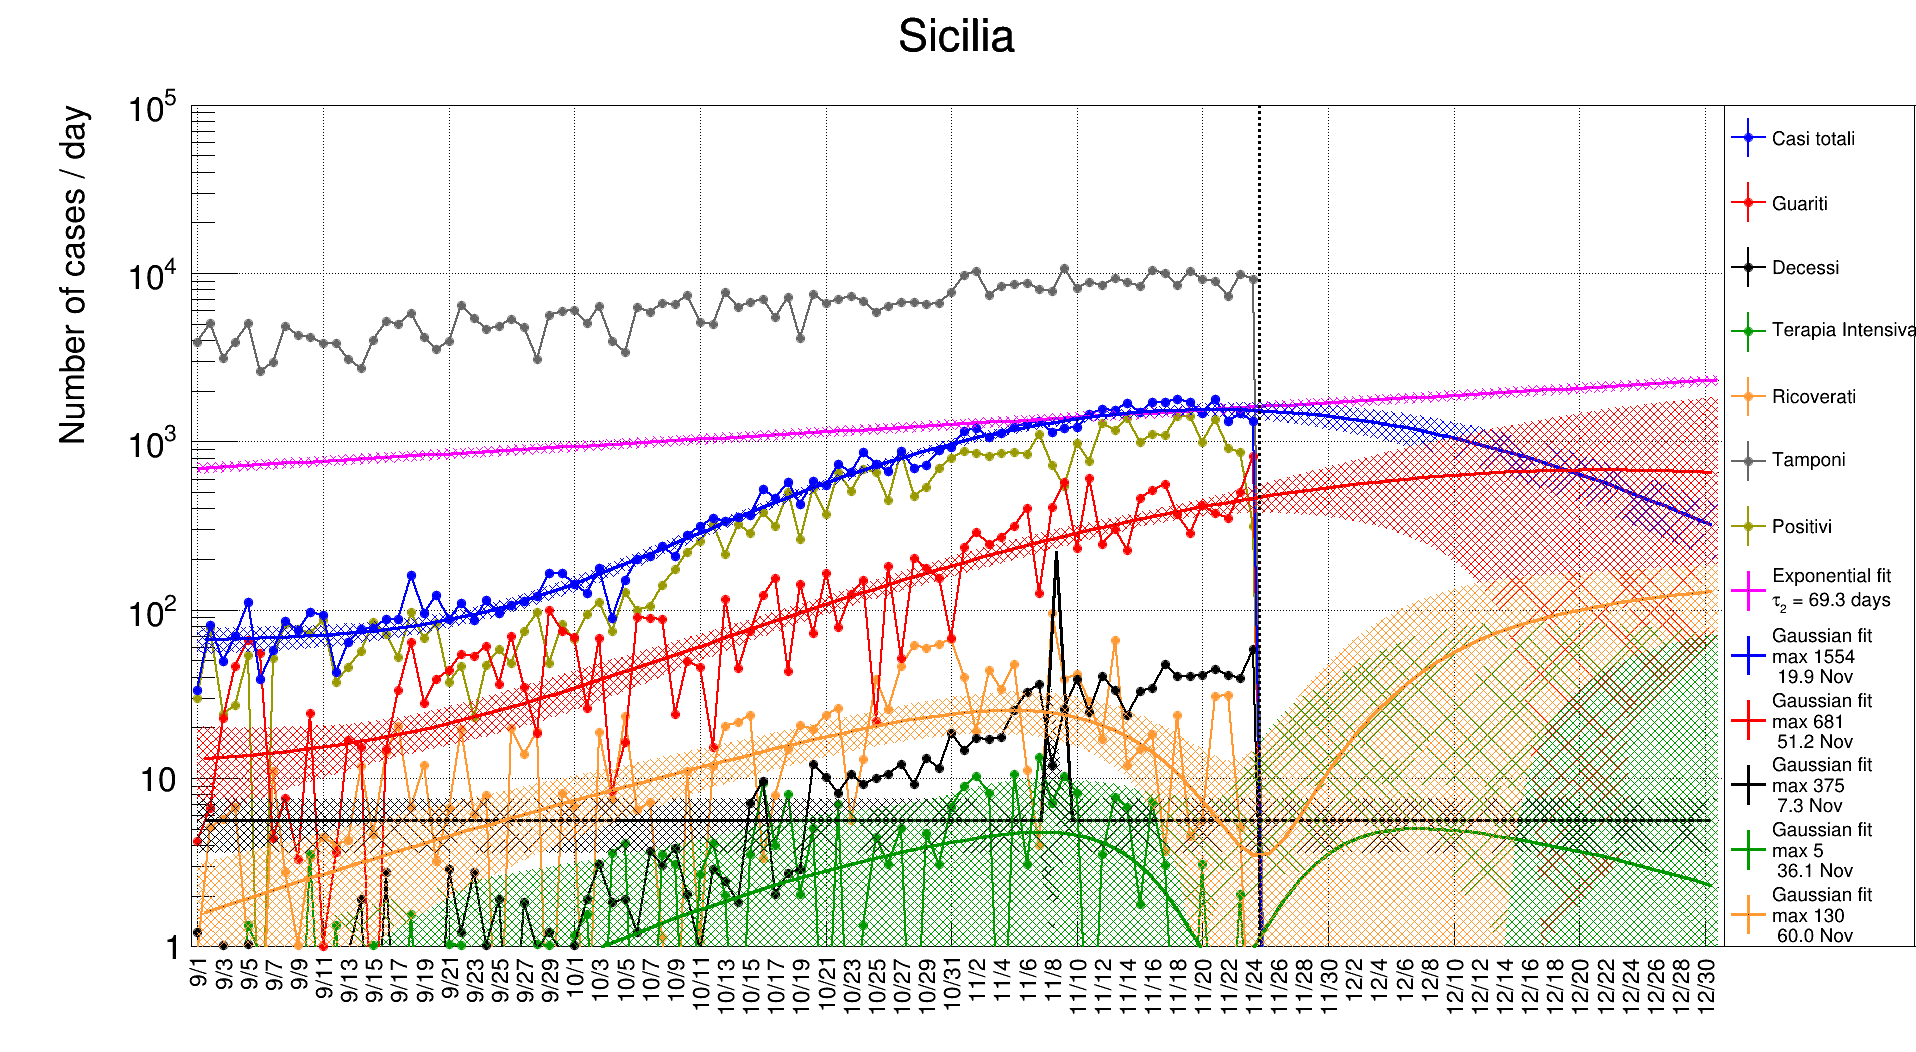 Sicilia
Number of cases / day
10⁵
10⁴
10³
10²
10
1
9/1
9/3
9/5
9/7
9/9
9/11
9/13
9/15
9/17
9/19
9/21
9/23
9/25
9/27
9/29
10/1
10/3
10/5
10/7
10/9
10/11
10/13
10/15
10/17
10/19
10/21
10/23
10/25
10/27
10/29
10/31
11/2
11/4
11/6
11/8
11/10
11/12
11/14
11/16
11/18
11/20
11/22
11/24
11/26
11/28
11/30
12/2
12/4
12/6
12/8
12/10
12/12
12/14
12/16
12/18
12/20
12/22
12/24
12/26
12/28
12/30
Casi totali
Guariti
Decessi
Terapia Intensiva
Ricoverati
Tamponi
Positivi
Exponential fit
τ₂ = 69.3 days
Gaussian fit
max 1554
19.9 Nov
Gaussian fit
max 681
51.2 Nov
Gaussian fit
max 375
7.3 Nov
Gaussian fit
max 5
36.1 Nov
Gaussian fit
max 130
60.0 Nov